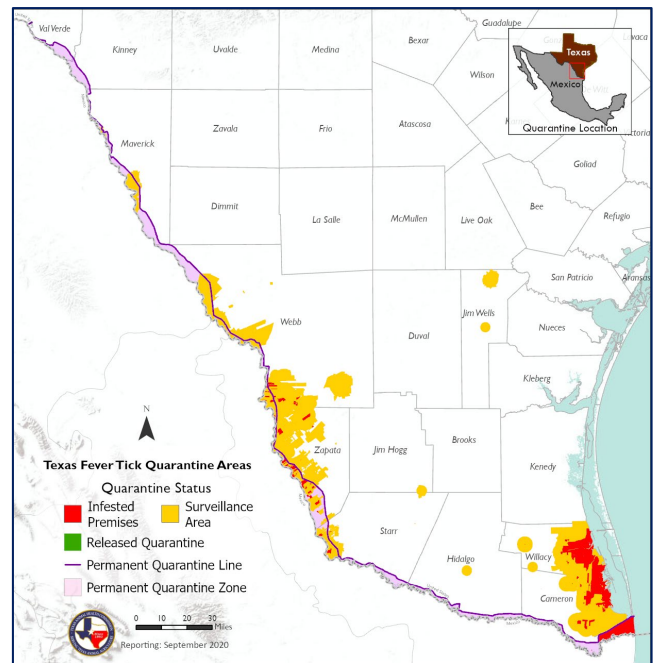 Val Verde
Kinney
Uvalde
Medina
Bexar
Guadalupe
Wilson
Texas
Mexico
Quarantine Location
Maverick
Zavala
Frio
Atascosa
Goliad
Dimmit
La Salle
McMullen
Live Oak
Bee
Refugio
San Patricio
Aransas
Webb
Duval
Jim Wells
Nueces
Kleberg
N
Zapata
Jim Hogg
Brooks
Kenedy
Starr
Hidalgo
Willacy
Cameron
Texas Fever Tick Quarantine Areas
Quarantine Status
Infested Premises
Surveillance Area
Released Quarantine
Permanent Quarantine Line
Permanent Quarantine Zone
0 10 20 30
Miles
Reporting: September 2020